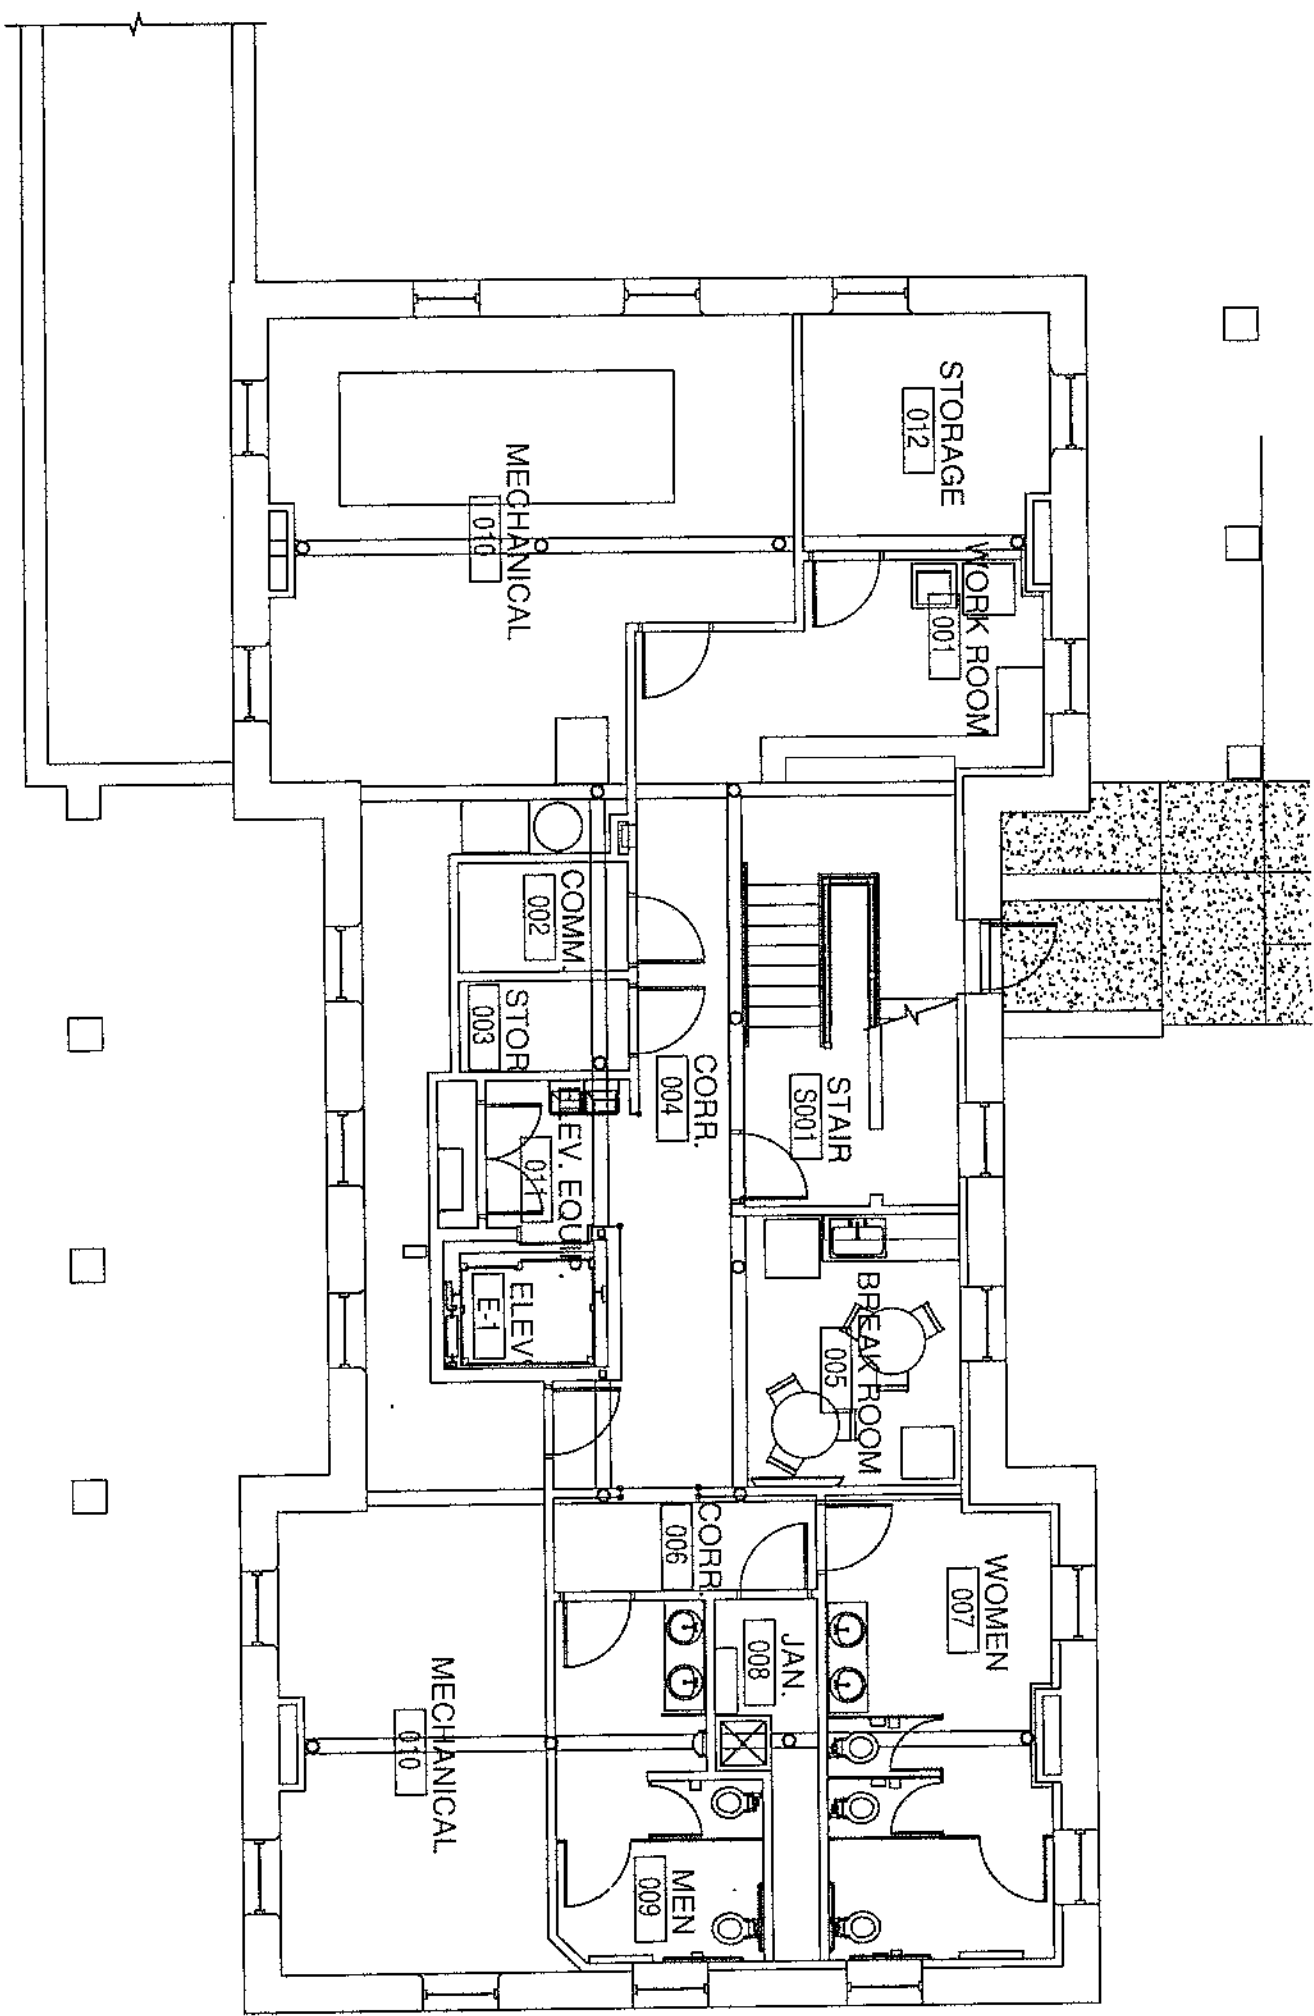 STORAGE
012
WORK ROOM
001
MECHANICAL
010
COMM.
002
STOR
003
CORR.
004
STAIR
S001
ELEV. EQUIP.
011
ELEV
E-1
BREAK ROOM
005
CORR
006
WOMEN
007
JAN.
008
MECHANICAL
010
MEN
009